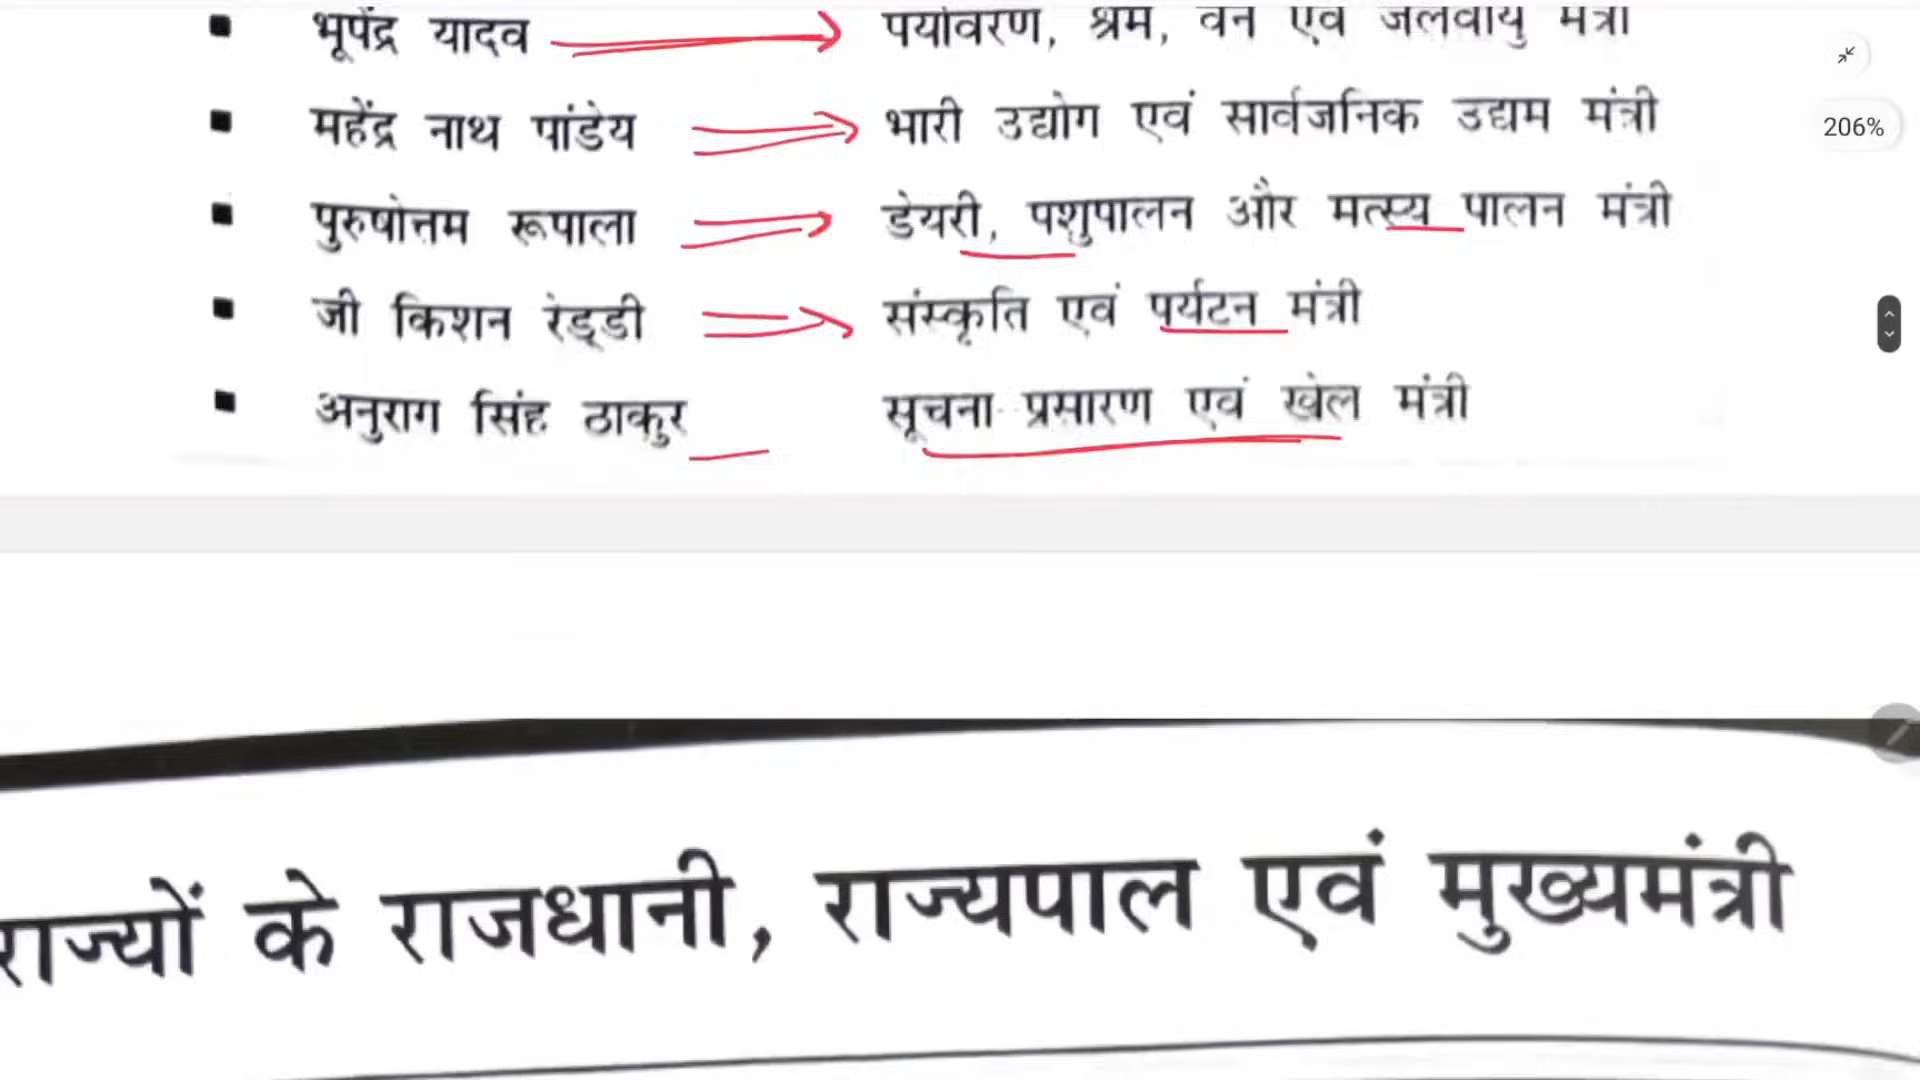 ▪ भूपेंद्र यादव पर्यावरण, श्रम, वन एवं जलवायु मंत्री
206%
▪ महेंद्र नाथ पांडेय भारी उद्योग एवं सार्वजनिक उद्यम मंत्री
▪ पुरुषोत्तम रूपाला डेयरी, पशुपालन और मत्स्य पालन मंत्री
▪ जी किशन रेड्डी संस्कृति एवं पर्यटन मंत्री
▪ अनुराग सिंह ठाकुर सूचना प्रसारण एवं खेल मंत्री
राज्यों के राजधानी, राज्यपाल एवं मुख्यमंत्री